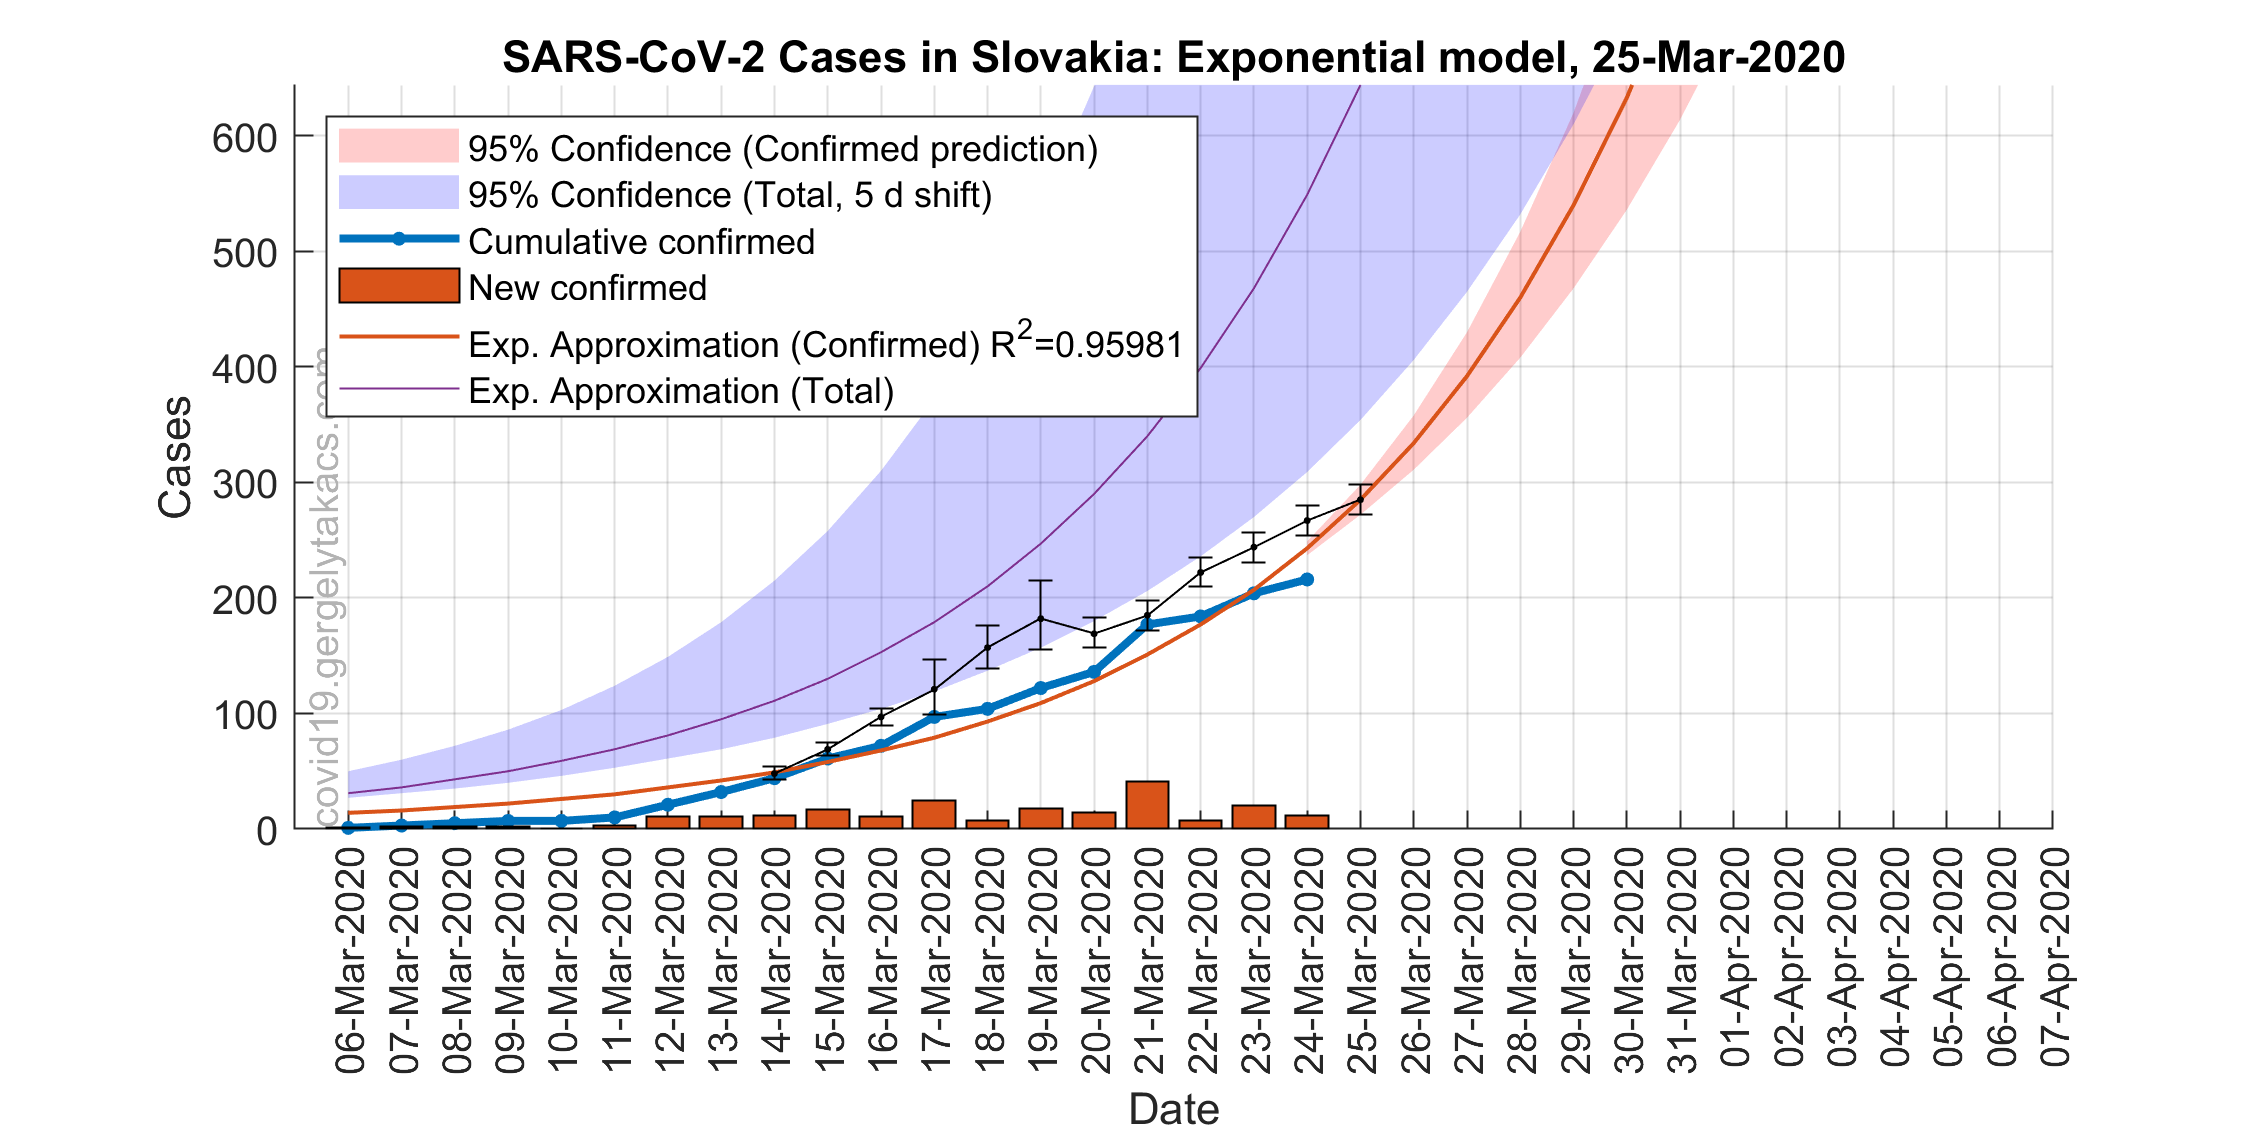 SARS-CoV-2 Cases in Slovakia: Exponential model, 25-Mar-2020
95% Confidence (Confirmed prediction)
95% Confidence (Total, 5 d shift)
Cumulative confirmed
New confirmed
Exp. Approximation (Confirmed) R²=0.95981
Exp. Approximation (Total)
covid19.gergelytakacs.com
Cases
600
500
400
300
200
100
0
06-Mar-2020
07-Mar-2020
08-Mar-2020
09-Mar-2020
10-Mar-2020
11-Mar-2020
12-Mar-2020
13-Mar-2020
14-Mar-2020
15-Mar-2020
16-Mar-2020
17-Mar-2020
18-Mar-2020
19-Mar-2020
20-Mar-2020
21-Mar-2020
22-Mar-2020
23-Mar-2020
24-Mar-2020
25-Mar-2020
26-Mar-2020
27-Mar-2020
28-Mar-2020
29-Mar-2020
30-Mar-2020
31-Mar-2020
01-Apr-2020
02-Apr-2020
03-Apr-2020
04-Apr-2020
05-Apr-2020
06-Apr-2020
07-Apr-2020
Date